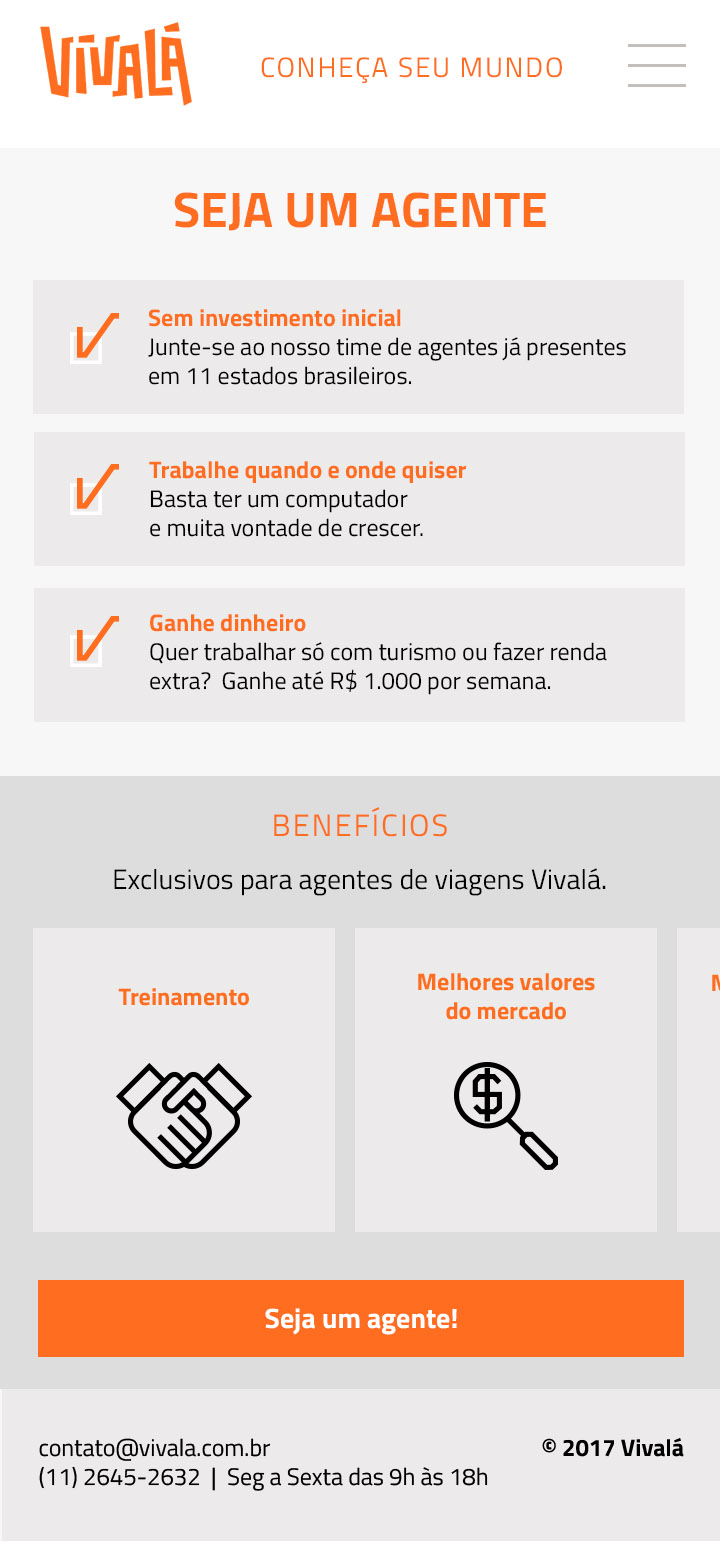 VIVALÁ
CONHEÇA SEU MUNDO
SEJA UM AGENTE
Sem investimento inicial
Junte-se ao nosso time de agentes já presentes
em 11 estados brasileiros.
Trabalhe quando e onde quiser
Basta ter um computador
e muita vontade de crescer.
Ganhe dinheiro
Quer trabalhar só com turismo ou fazer renda
extra?  Ganhe até R$ 1.000 por semana.
BENEFÍCIOS
Exclusivos para agentes de viagens Vivalá.
Treinamento
Melhores valores
do mercado
$
Seja um agente!
contato@vivala.com.br
© 2017 Vivalá
(11) 2645-2632  |  Seg a Sexta das 9h às 18h